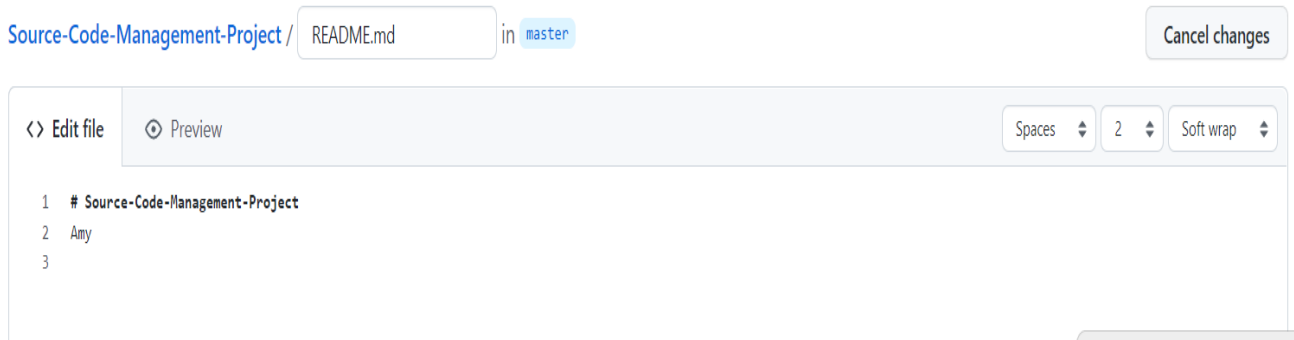 Source-Code-Management-Project / README.md in master Cancel changes
<> Edit file Preview Spaces 2 Soft wrap
1 # Source-Code-Management-Project
2 Amy
3